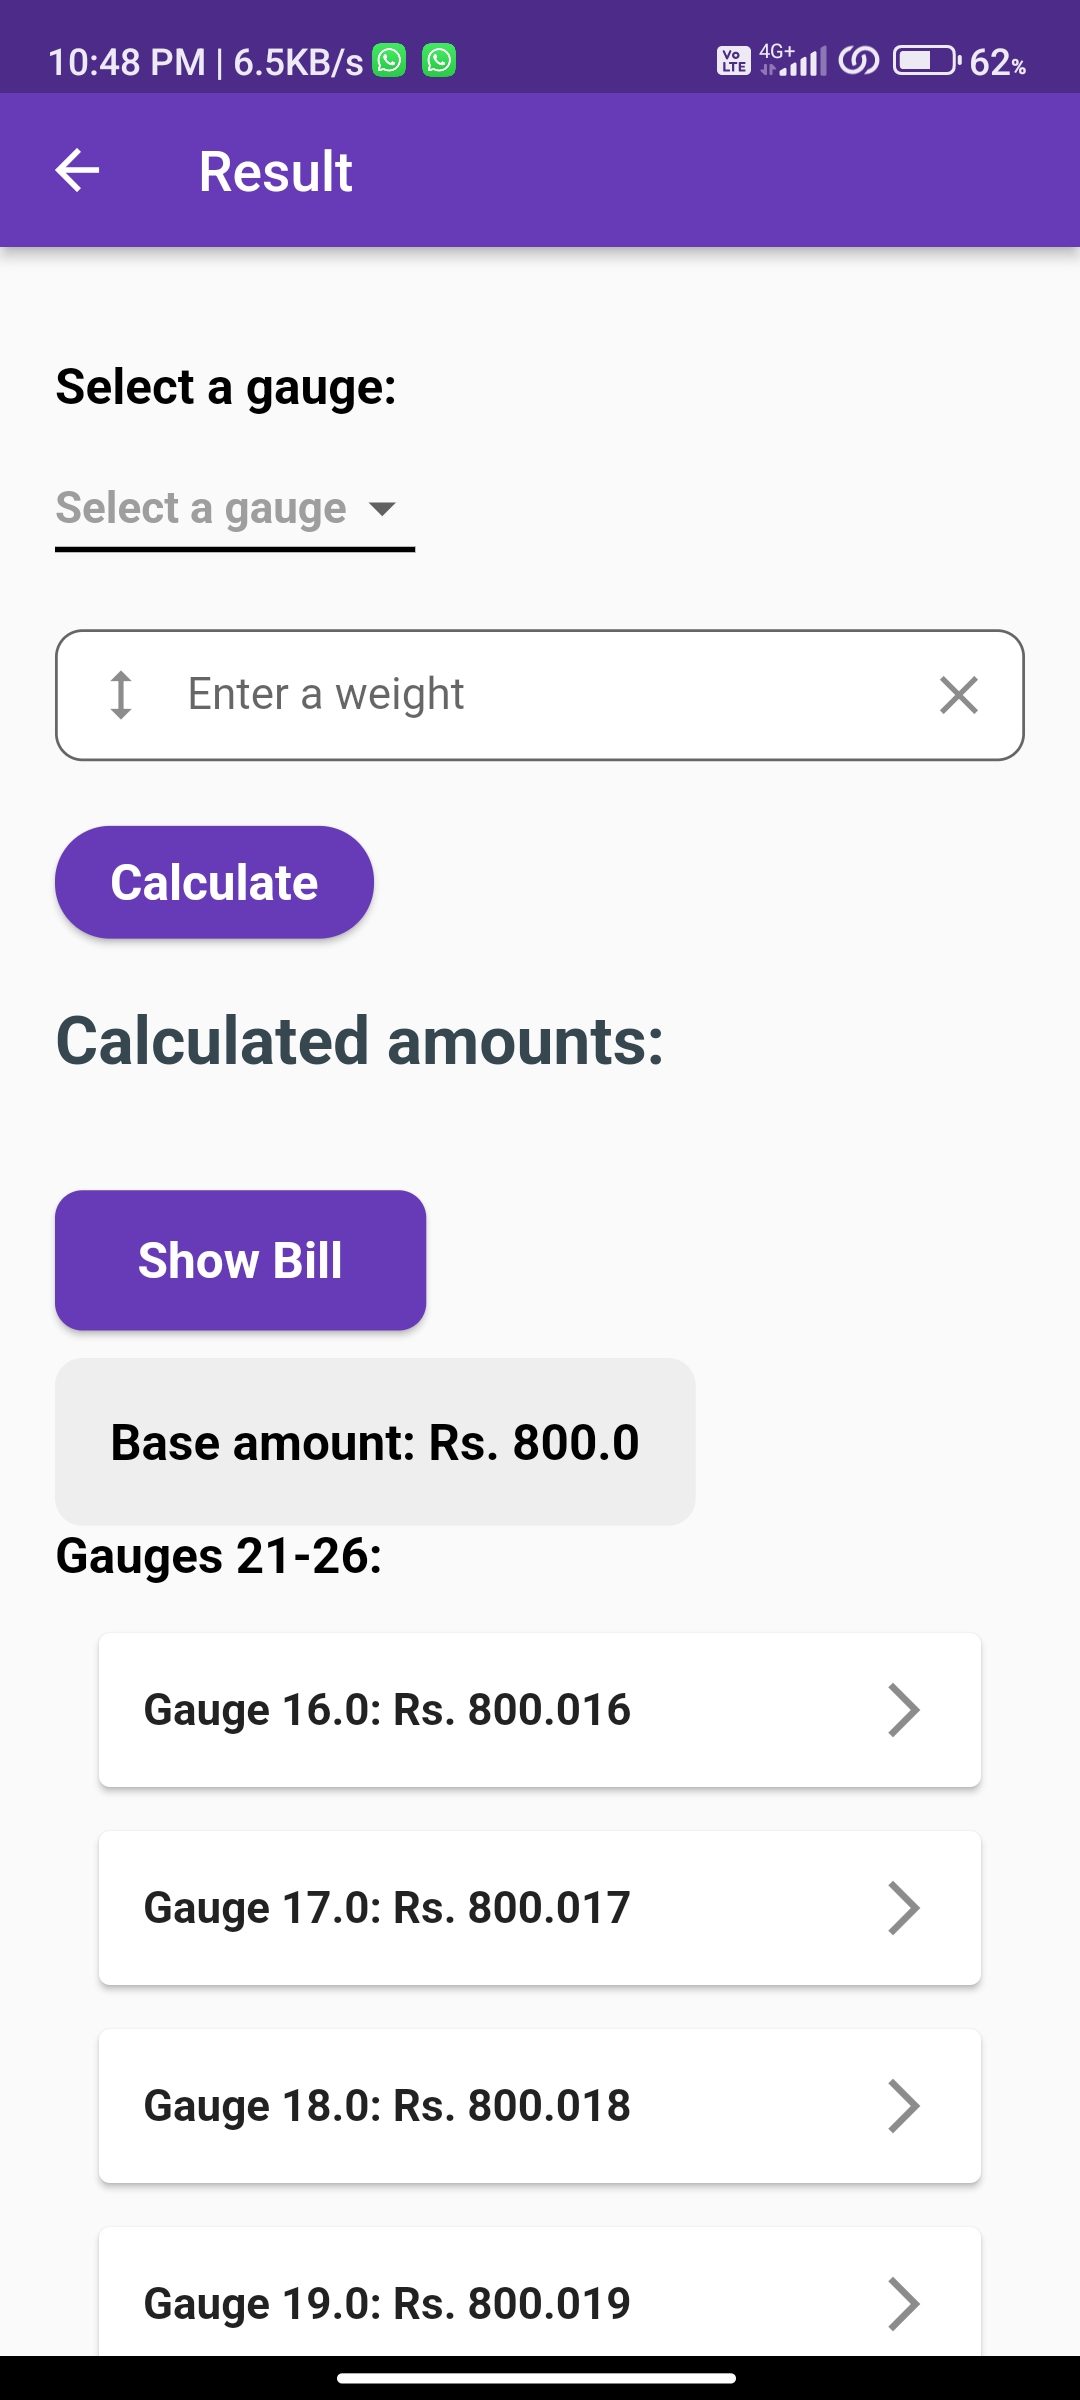 10:48 PM | 6.5KB/s
Vo LTE 4G+ 62%
Result
Select a gauge:
Select a gauge
Enter a weight
Calculate
Calculated amounts:
Show Bill
Base amount: Rs. 800.0
Gauges 21-26:
Gauge 16.0: Rs. 800.016
Gauge 17.0: Rs. 800.017
Gauge 18.0: Rs. 800.018
Gauge 19.0: Rs. 800.019